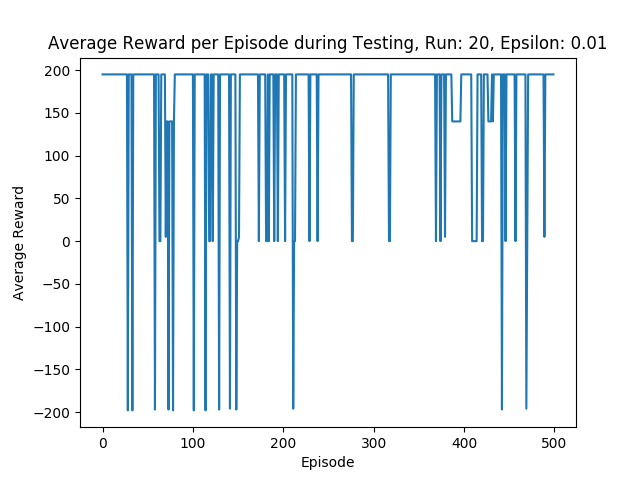 Average Reward per Episode during Testing, Run: 20, Epsilon: 0.01
200
150
100
50
0
−50
−100
−150
−200
Average Reward
0 100 200 300 400 500
Episode